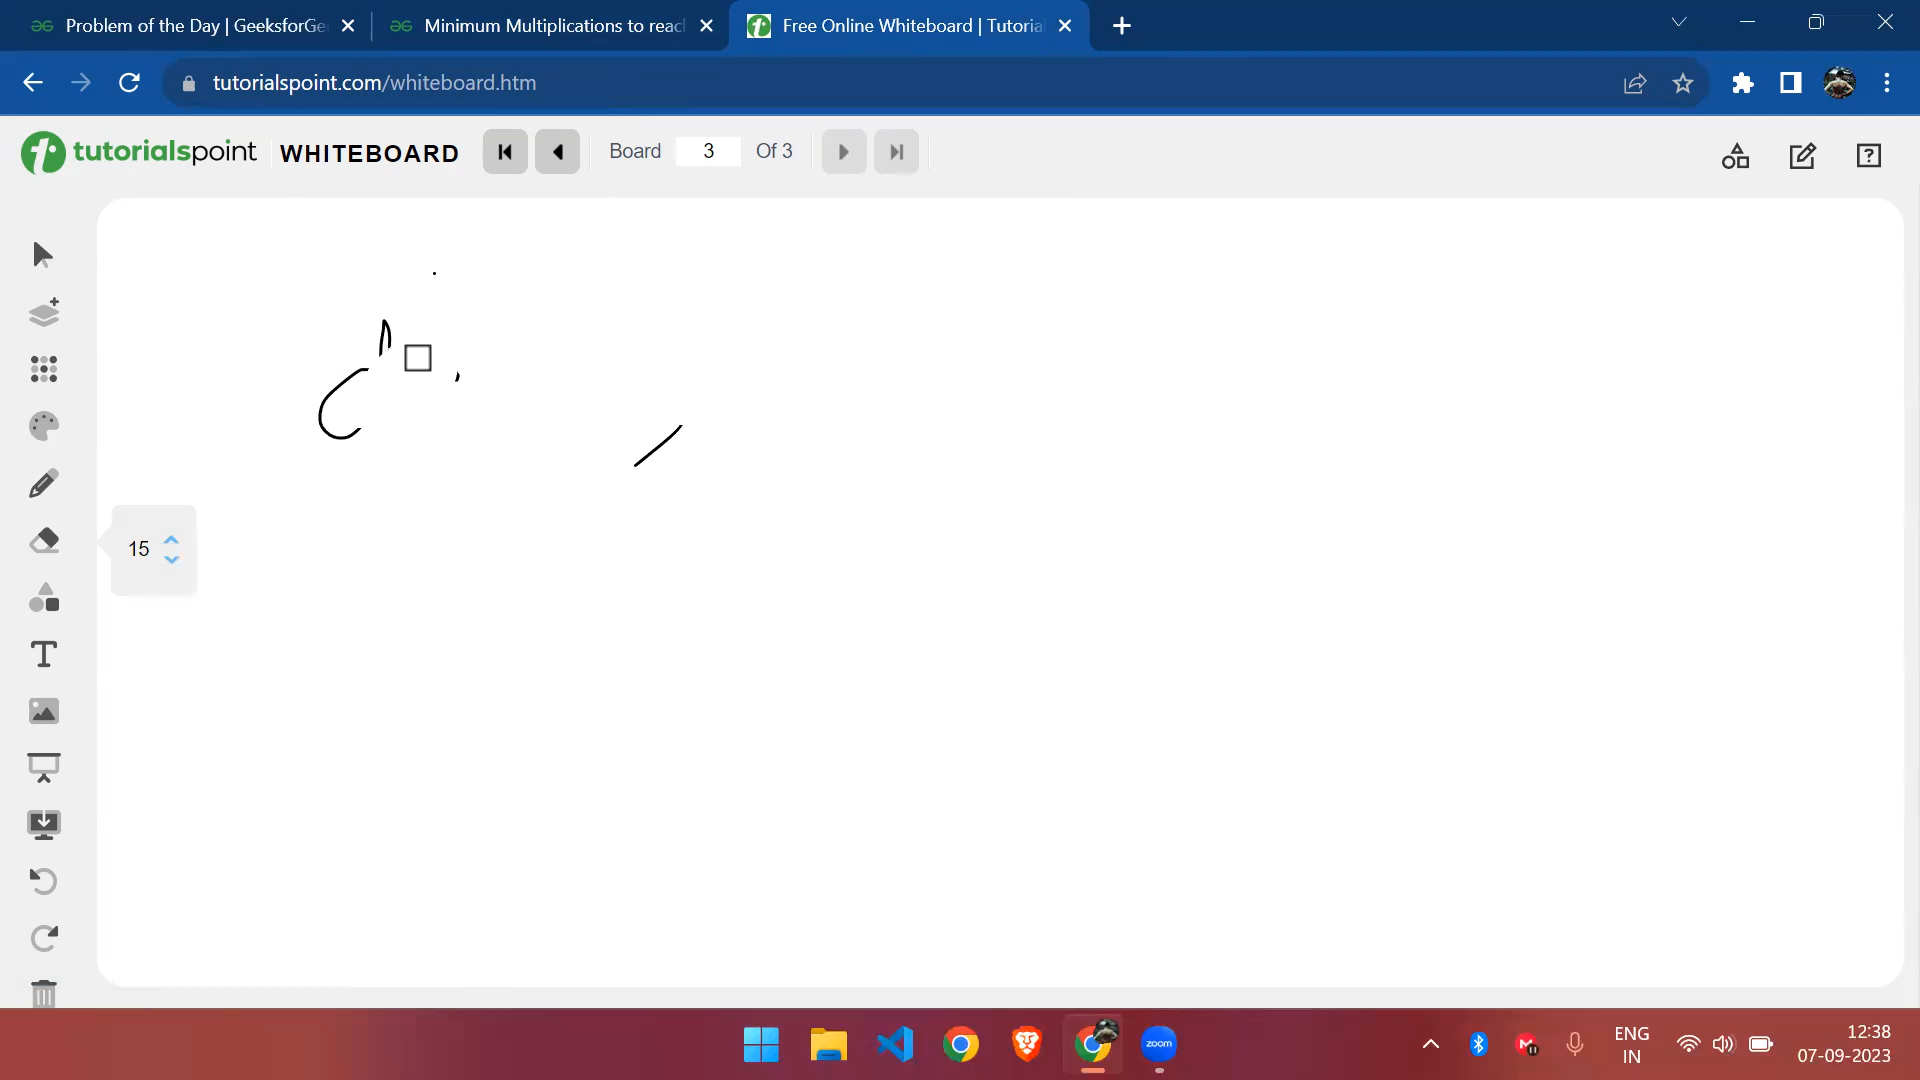 Problem of the Day | GeeksforGe
Minimum Multiplications to reac
Free Online Whiteboard | Tutoria
tutorialspoint.com/whiteboard.htm
tutorialspoint WHITEBOARD Board 3 Of 3
15
T
zoom
ENG
IN
12:38
07-09-2023